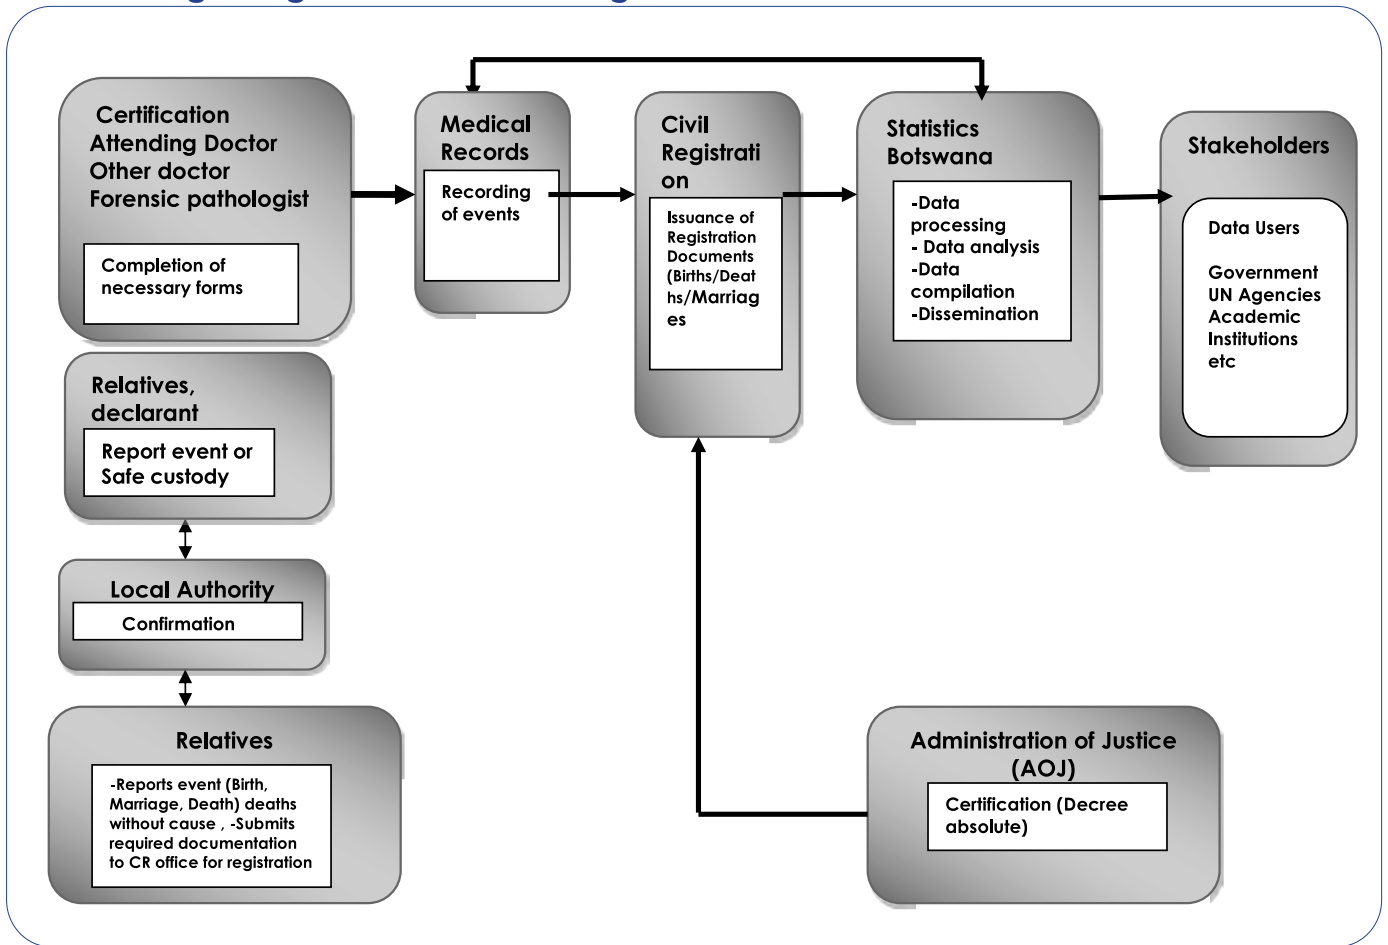 Certification
Attending Doctor
Other doctor
Forensic pathologist
Completion of
necessary forms
Medical
Records
Recording
of events
Civil
Registrati
on
Issuance of
Registration
Documents
(Births/Deat
hs/Marriag
es
Statistics
Botswana
-Data
processing
- Data analysis
-Data
compilation
-Dissemination
Stakeholders
Data Users
Government
UN Agencies
Academic
Institutions
etc
Relatives,
declarant
Report event or
Safe custody
Local Authority
Confirmation
Relatives
-Reports event (Birth,
Marriage, Death) deaths
without cause , -Submits
required documentation
to CR office for registration
Administration of Justice
(AOJ)
Certification (Decree
absolute)